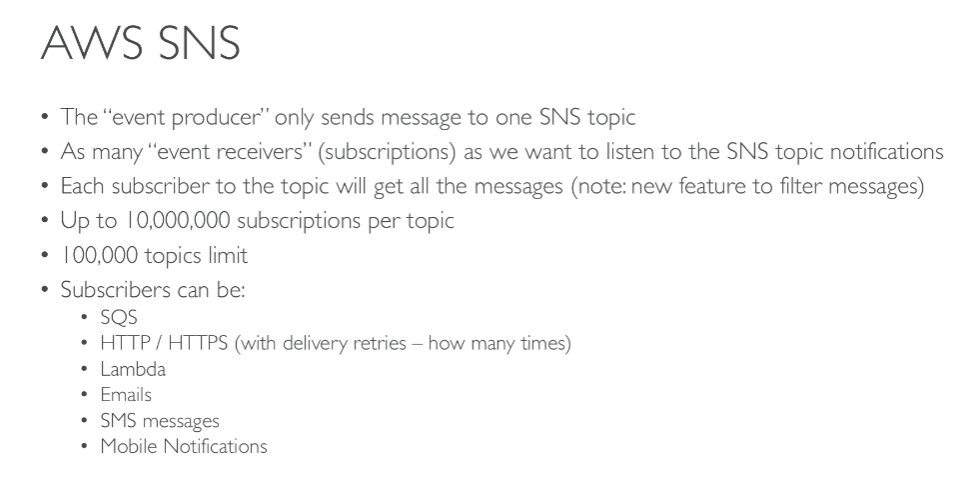 AWS SNS
• The “event producer” only sends message to one SNS topic
• As many “event receivers” (subscriptions) as we want to listen to the SNS topic notifications
• Each subscriber to the topic will get all the messages (note: new feature to filter messages)
• Up to 10,000,000 subscriptions per topic
• 100,000 topics limit
• Subscribers can be:
• SQS
• HTTP / HTTPS (with delivery retries – how many times)
• Lambda
• Emails
• SMS messages
• Mobile Notifications